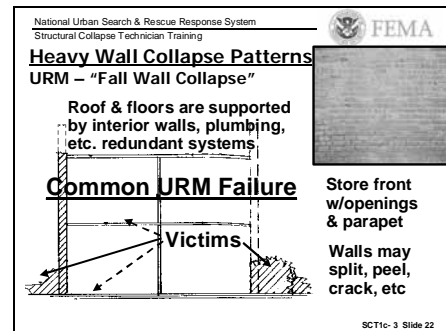 National Urban Search & Rescue Response System
Structural Collapse Technician Training
FEMA
Heavy Wall Collapse Patterns
URM – “Fall Wall Collapse”
Roof & floors are supported
by interior walls, plumbing,
etc. redundant systems
Common URM Failure
Victims
Store front
w/openings
& parapet
Walls may
split, peel,
crack, etc
SCT1c- 3 Slide 22